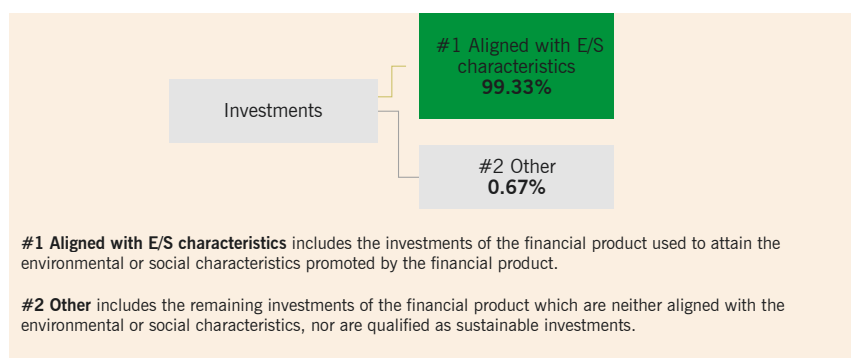 #1 Aligned with E/S
characteristics
99.33%
Investments
#2 Other
0.67%
#1 Aligned with E/S characteristics includes the investments of the financial product used to attain the
environmental or social characteristics promoted by the financial product.
#2 Other includes the remaining investments of the financial product which are neither aligned with the
environmental or social characteristics, nor are qualified as sustainable investments.